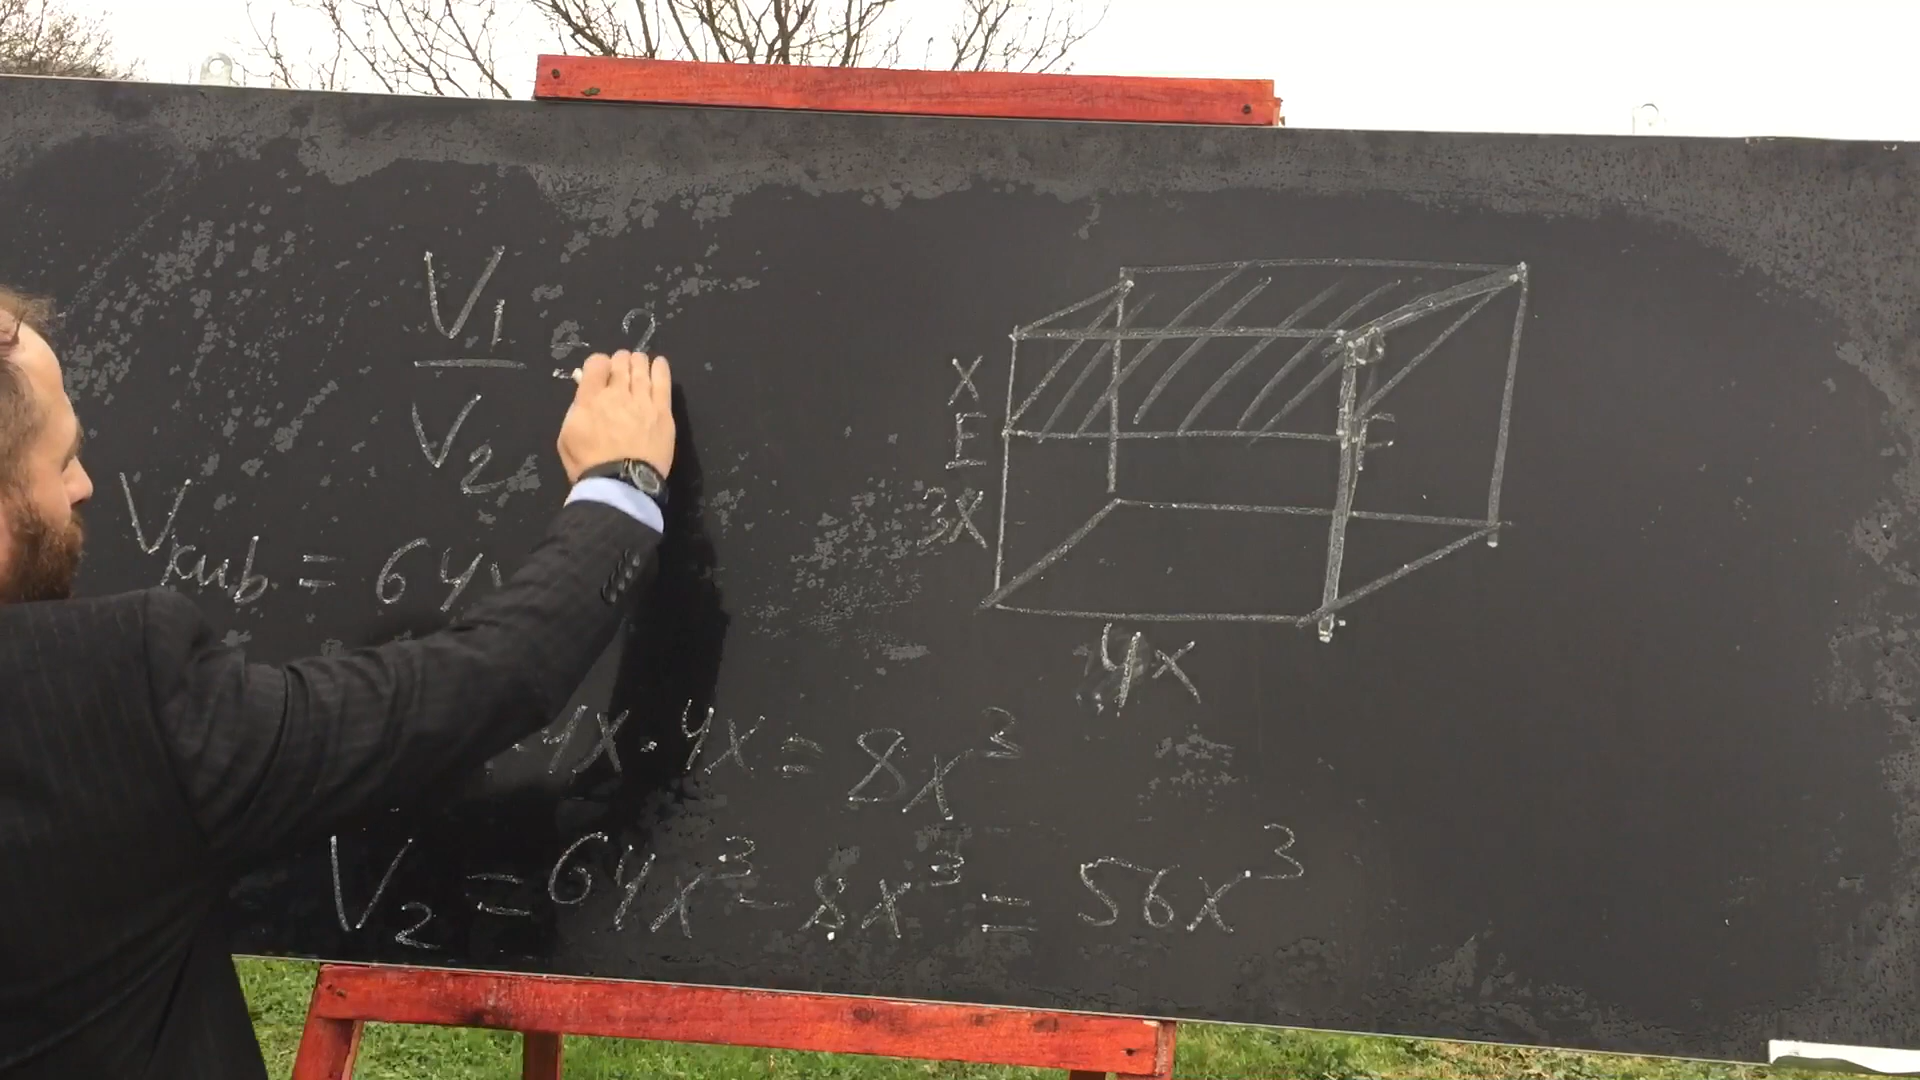 V₁
—
V₂
= ?
Vkub = 64
4x · 4x = 8x³
V₂ = 64x³ - 8x³ = 56x³
x
E
3x
F
4x